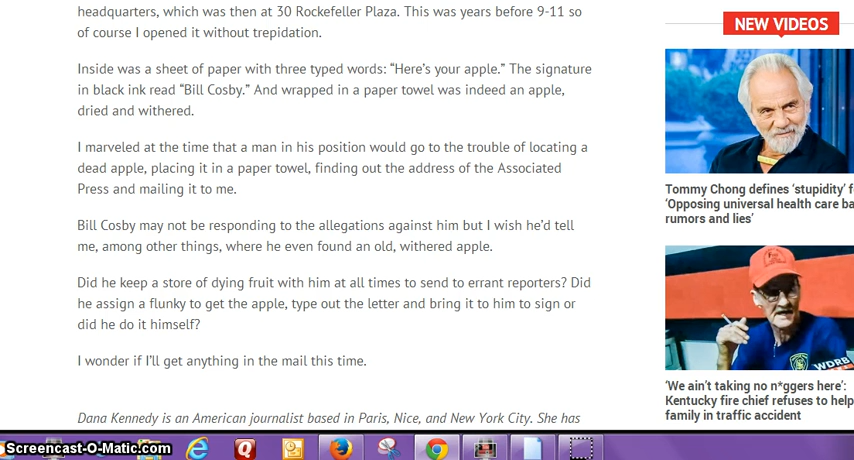 headquarters, which was then at 30 Rockefeller Plaza. This was years before 9-11 so
of course I opened it without trepidation.
Inside was a sheet of paper with three typed words: “Here’s your apple.” The signature
in black ink read “Bill Cosby.” And wrapped in a paper towel was indeed an apple,
dried and withered.
I marveled at the time that a man in his position would go to the trouble of locating a
dead apple, placing it in a paper towel, finding out the address of the Associated
Press and mailing it to me.
Bill Cosby may not be responding to the allegations against him but I wish he’d tell
me, among other things, where he even found an old, withered apple.
Did he keep a store of dying fruit with him at all times to send to errant reporters? Did
he assign a flunky to get the apple, type out the letter and bring it to him to sign or
did he do it himself?
I wonder if I’ll get anything in the mail this time.
Dana Kennedy is an American journalist based in Paris, Nice, and New York City. She has
NEW VIDEOS
Tommy Chong defines ‘stupidity’ f
‘Opposing universal health care ba
rumors and lies’
WDRB
‘We ain’t taking no n*ggers here’:
Kentucky fire chief refuses to help
family in traffic accident
Screencast-O-Matic.com